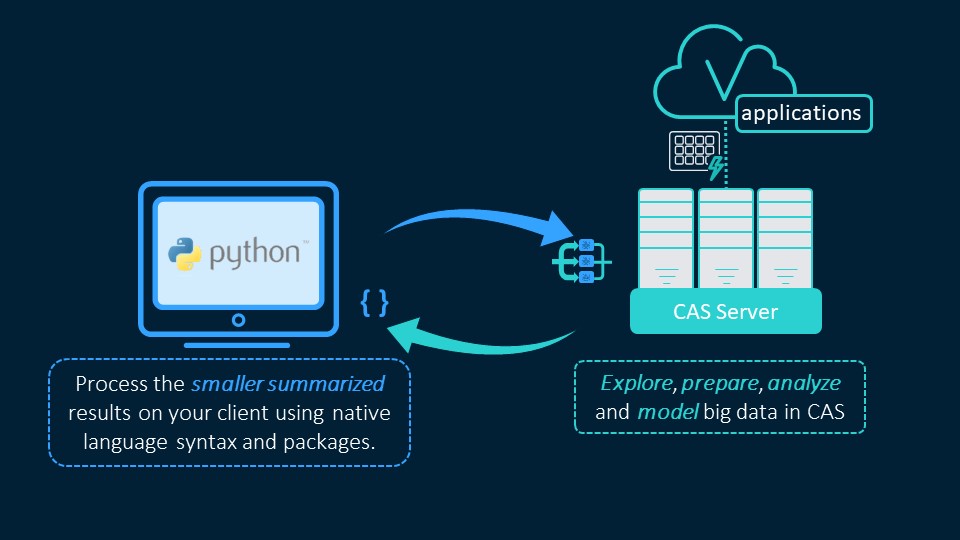 applications
python™
{ }
CAS Server
Process the smaller summarized
results on your client using native
language syntax and packages.
Explore, prepare, analyze
and model big data in CAS